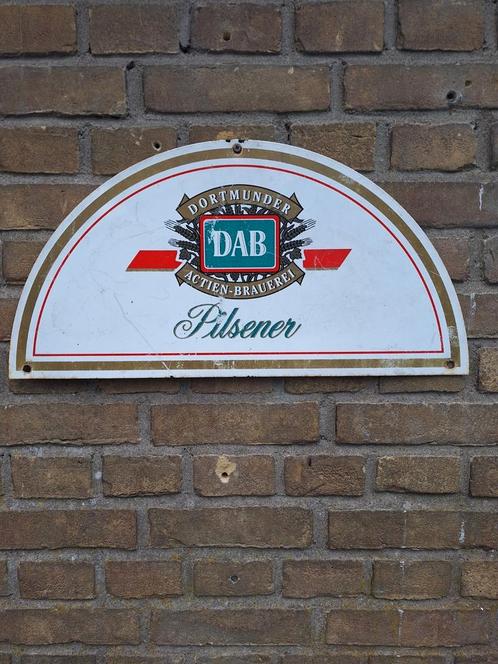 DORTMUNDER
DAB
ACTIEN-BRAUEREI
Pilsener